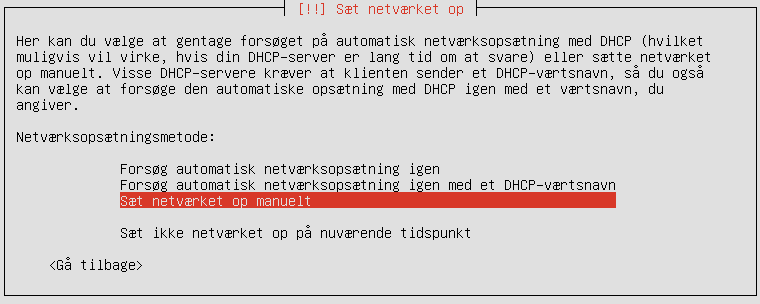 [!!] Sæt netværket op
Her kan du vælge at gentage forsøget på automatisk netværksopsætning med DHCP (hvilket
muligvis vil virke, hvis din DHCP-server er lang tid om at svare) eller sætte netværket
op manuelt. Visse DHCP-servere kræver at klienten sender et DHCP-værtsnavn, så du også
kan vælge at forsøge den automatiske opsætning med DHCP igen med et værtsnavn, du
angiver.
Netværksopsætningsmetode:
Forsøg automatisk netværksopsætning igen
Forsøg automatisk netværksopsætning igen med et DHCP-værtsnavn
Sæt netværket op manuelt
Sæt ikke netværket op på nuværende tidspunkt
<Gå tilbage>